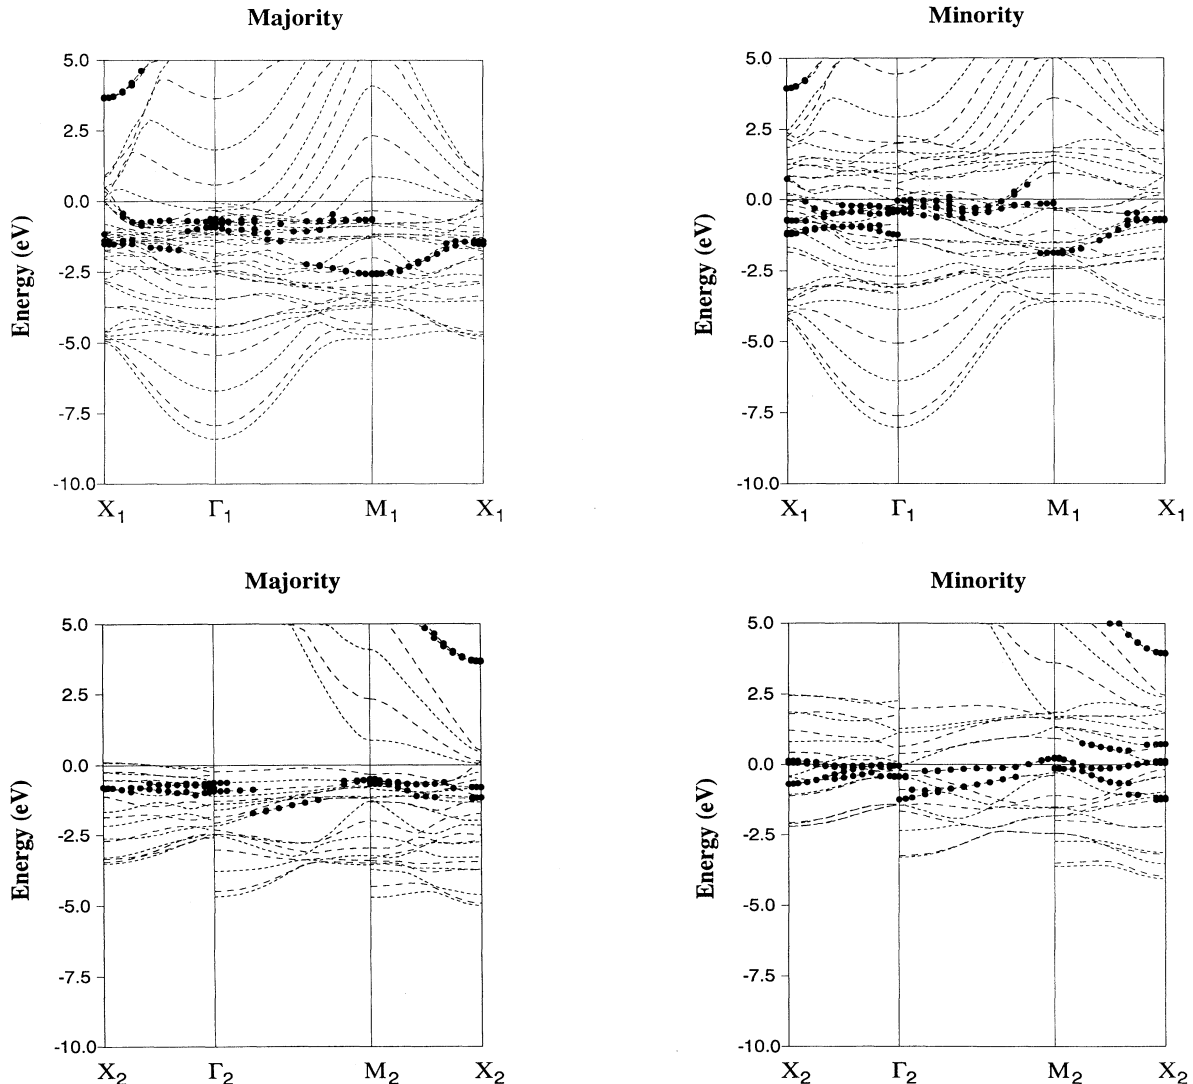 Majority
Minority
Energy (eV)
5.0
2.5
0.0
-2.5
-5.0
-7.5
-10.0
X₁ Γ₁ M₁ X₁
Energy (eV)
5.0
2.5
0.0
-2.5
-5.0
-7.5
-10.0
X₁ Γ₁ M₁ X₁
Majority
Minority
Energy (eV)
5.0
2.5
0.0
-2.5
-5.0
-7.5
-10.0
X₂ Γ₂ M₂ X₂
Energy (eV)
5.0
2.5
0.0
-2.5
-5.0
-7.5
-10.0
X₂ Γ₂ M₂ X₂